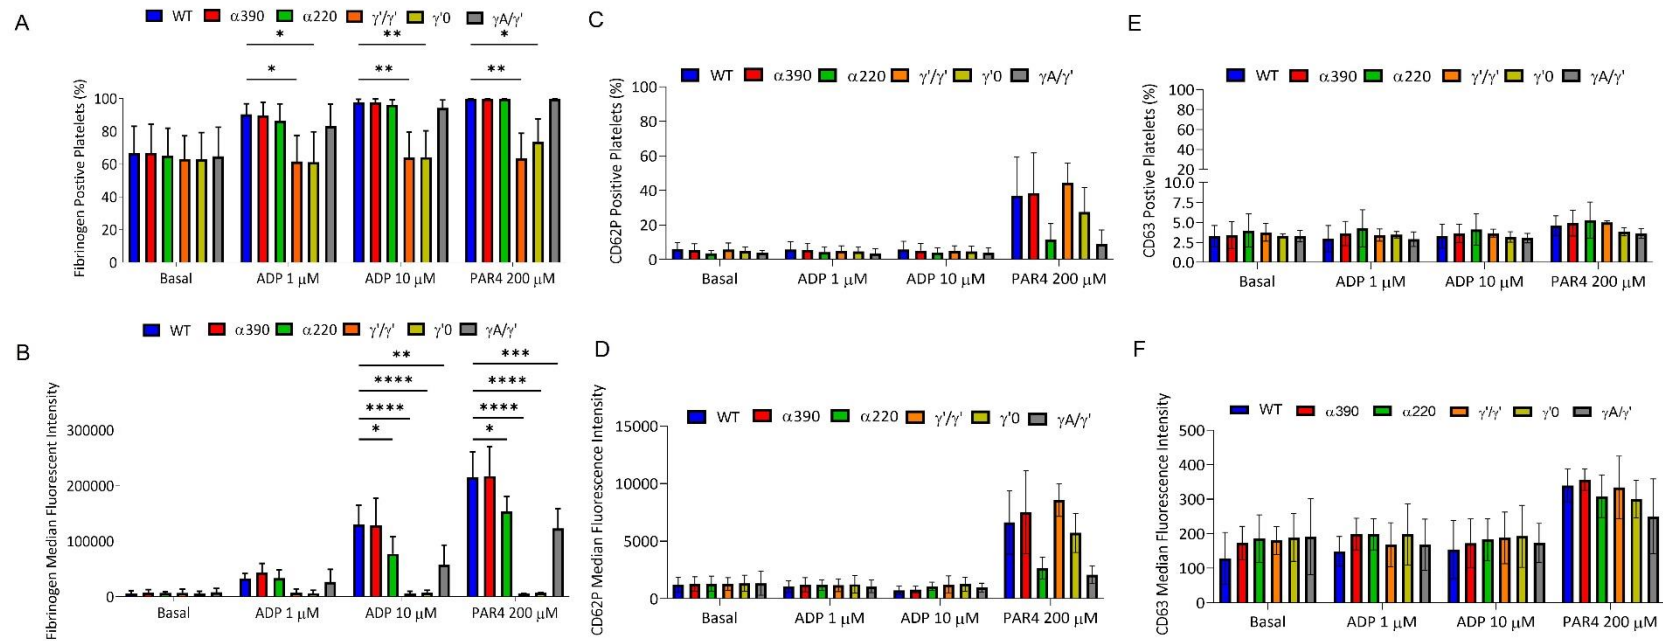 A
WT α390 α220 γ'/γ' γ'0 γA/γ'
* ** *
* ** **
Fibrinogen Postive Platelets (%)
100
80
60
40
20
0
Basal ADP 1 μM ADP 10 μM PAR4 200 μM
B
WT α390 α220 γ'/γ' γ'0 γA/γ'
** ***
**** ****
**** ****
* *
Fibrinogen Median Fluorescent Intensity
300000
200000
100000
0
Basal ADP 1 μM ADP 10 μM PAR4 200 μM
C
WT α390 α220 γ'/γ' γ'0 γA/γ'
CD62P Positive Platelets (%)
100
80
60
40
20
0
Basal ADP 1 μM ADP 10 μM PAR4 200 μM
D
WT α390 α220 γ'/γ' γ'0 γA/γ'
CD62P Median Fluorescence Intensity
15000
10000
5000
0
Basal ADP 1 μM ADP 10 μM PAR4 200 μM
E
WT α390 α220 γ'/γ' γ'0 γA/γ'
CD63 Postive Platelets (%)
100
80
60
40
20
10.0
7.5
5.0
2.5
0.0
Basal ADP 1 μM ADP 10 μM PAR4 200 μM
F
WT α390 α220 γ'/γ' γ'0 γA/γ'
CD63 Median Fluorescence Intensity
500
400
300
200
100
0
Basal ADP 1 μM ADP 10 μM PAR4 200 μM